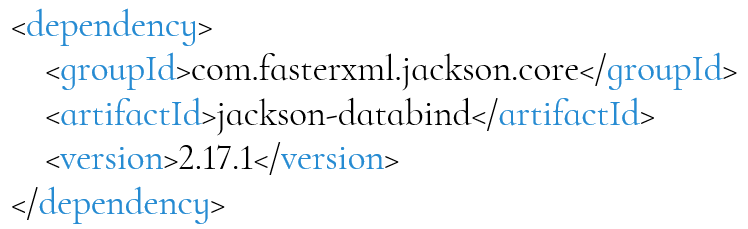 <dependency>
    <groupId>com.fasterxml.jackson.core</groupId>
    <artifactId>jackson-databind</artifactId>
    <version>2.17.1</version>
</dependency>